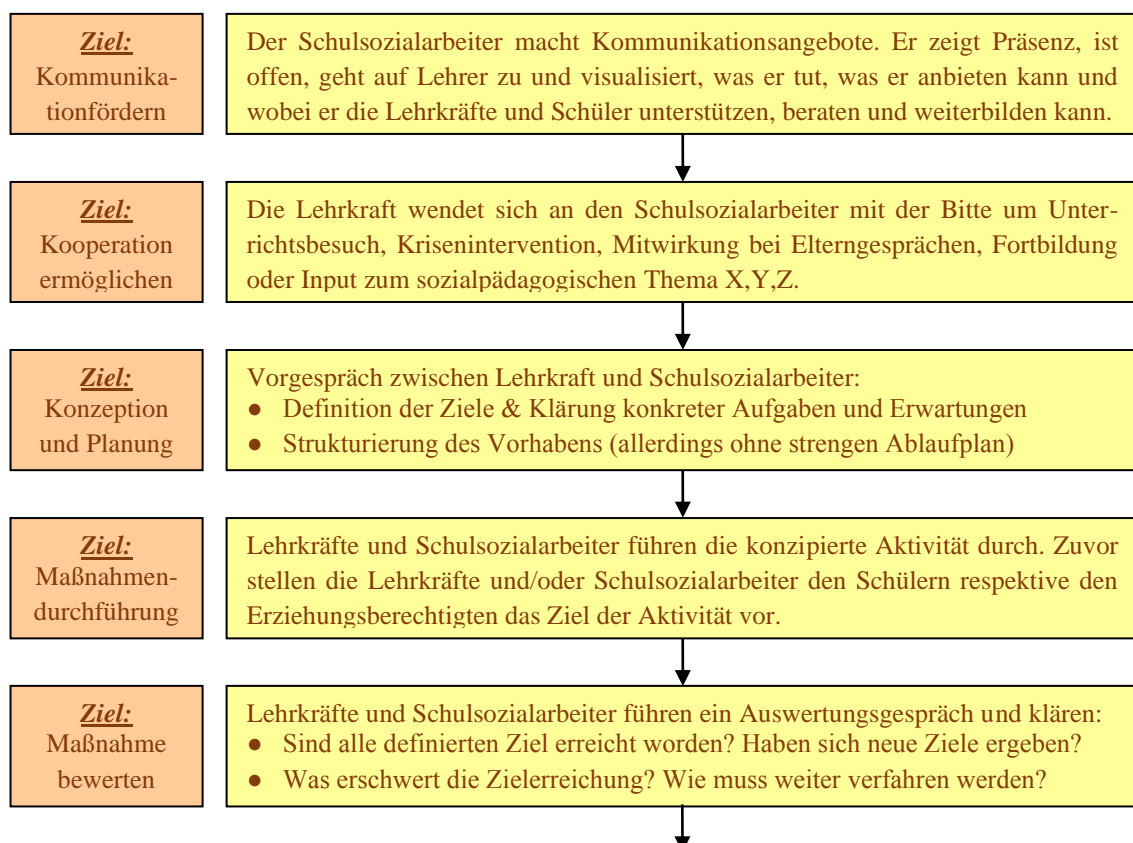 Ziel:
Kommunika-
tionfördern
Der Schulsozialarbeiter macht Kommunikationsangebote. Er zeigt Präsenz, ist
offen, geht auf Lehrer zu und visualisiert, was er tut, was er anbieten kann und
wobei er die Lehrkräfte und Schüler unterstützen, beraten und weiterbilden kann.
Ziel:
Kooperation
ermöglichen
Die Lehrkraft wendet sich an den Schulsozialarbeiter mit der Bitte um Unter-
richtsbesuch, Krisenintervention, Mitwirkung bei Elterngesprächen, Fortbildung
oder Input zum sozialpädagogischen Thema X,Y,Z.
Ziel:
Konzeption
und Planung
Vorgespräch zwischen Lehrkraft und Schulsozialarbeiter:
● Definition der Ziele & Klärung konkreter Aufgaben und Erwartungen
● Strukturierung des Vorhabens (allerdings ohne strengen Ablaufplan)
Ziel:
Maßnahmen-
durchführung
Lehrkräfte und Schulsozialarbeiter führen die konzipierte Aktivität durch. Zuvor
stellen die Lehrkräfte und/oder Schulsozialarbeiter den Schülern respektive den
Erziehungsberechtigten das Ziel der Aktivität vor.
Ziel:
Maßnahme
bewerten
Lehrkräfte und Schulsozialarbeiter führen ein Auswertungsgespräch und klären:
● Sind alle definierten Ziel erreicht worden? Haben sich neue Ziele ergeben?
● Was erschwert die Zielerreichung? Wie muss weiter verfahren werden?